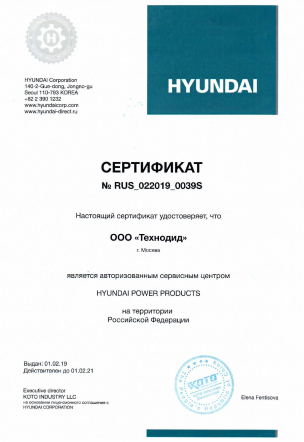 HYUNDAI Corporation
140-2-Gue-dong, Jongno-gu
Seoul 110-793 KOREA
+82 2 390 1232
www.hyundaicorp.com
www.hyundai-direct.ru
HYUNDAI
СЕРТИФИКАТ
№ RUS_022019_0039S
Настоящий сертификат удостоверяет, что
ООО «Технодид»
г. Москва
является авторизованным сервисным центром
HYUNDAI POWER PRODUCTS
на территории
Российской Федерации
Выдан: 01.02.19
Действителен до 01.02.21
Executive director
KOTO INDUSTRY LLC
на основании лицензионного соглашения с
HYUNDAI CORPORATION
КОТО
Elena Fentisova